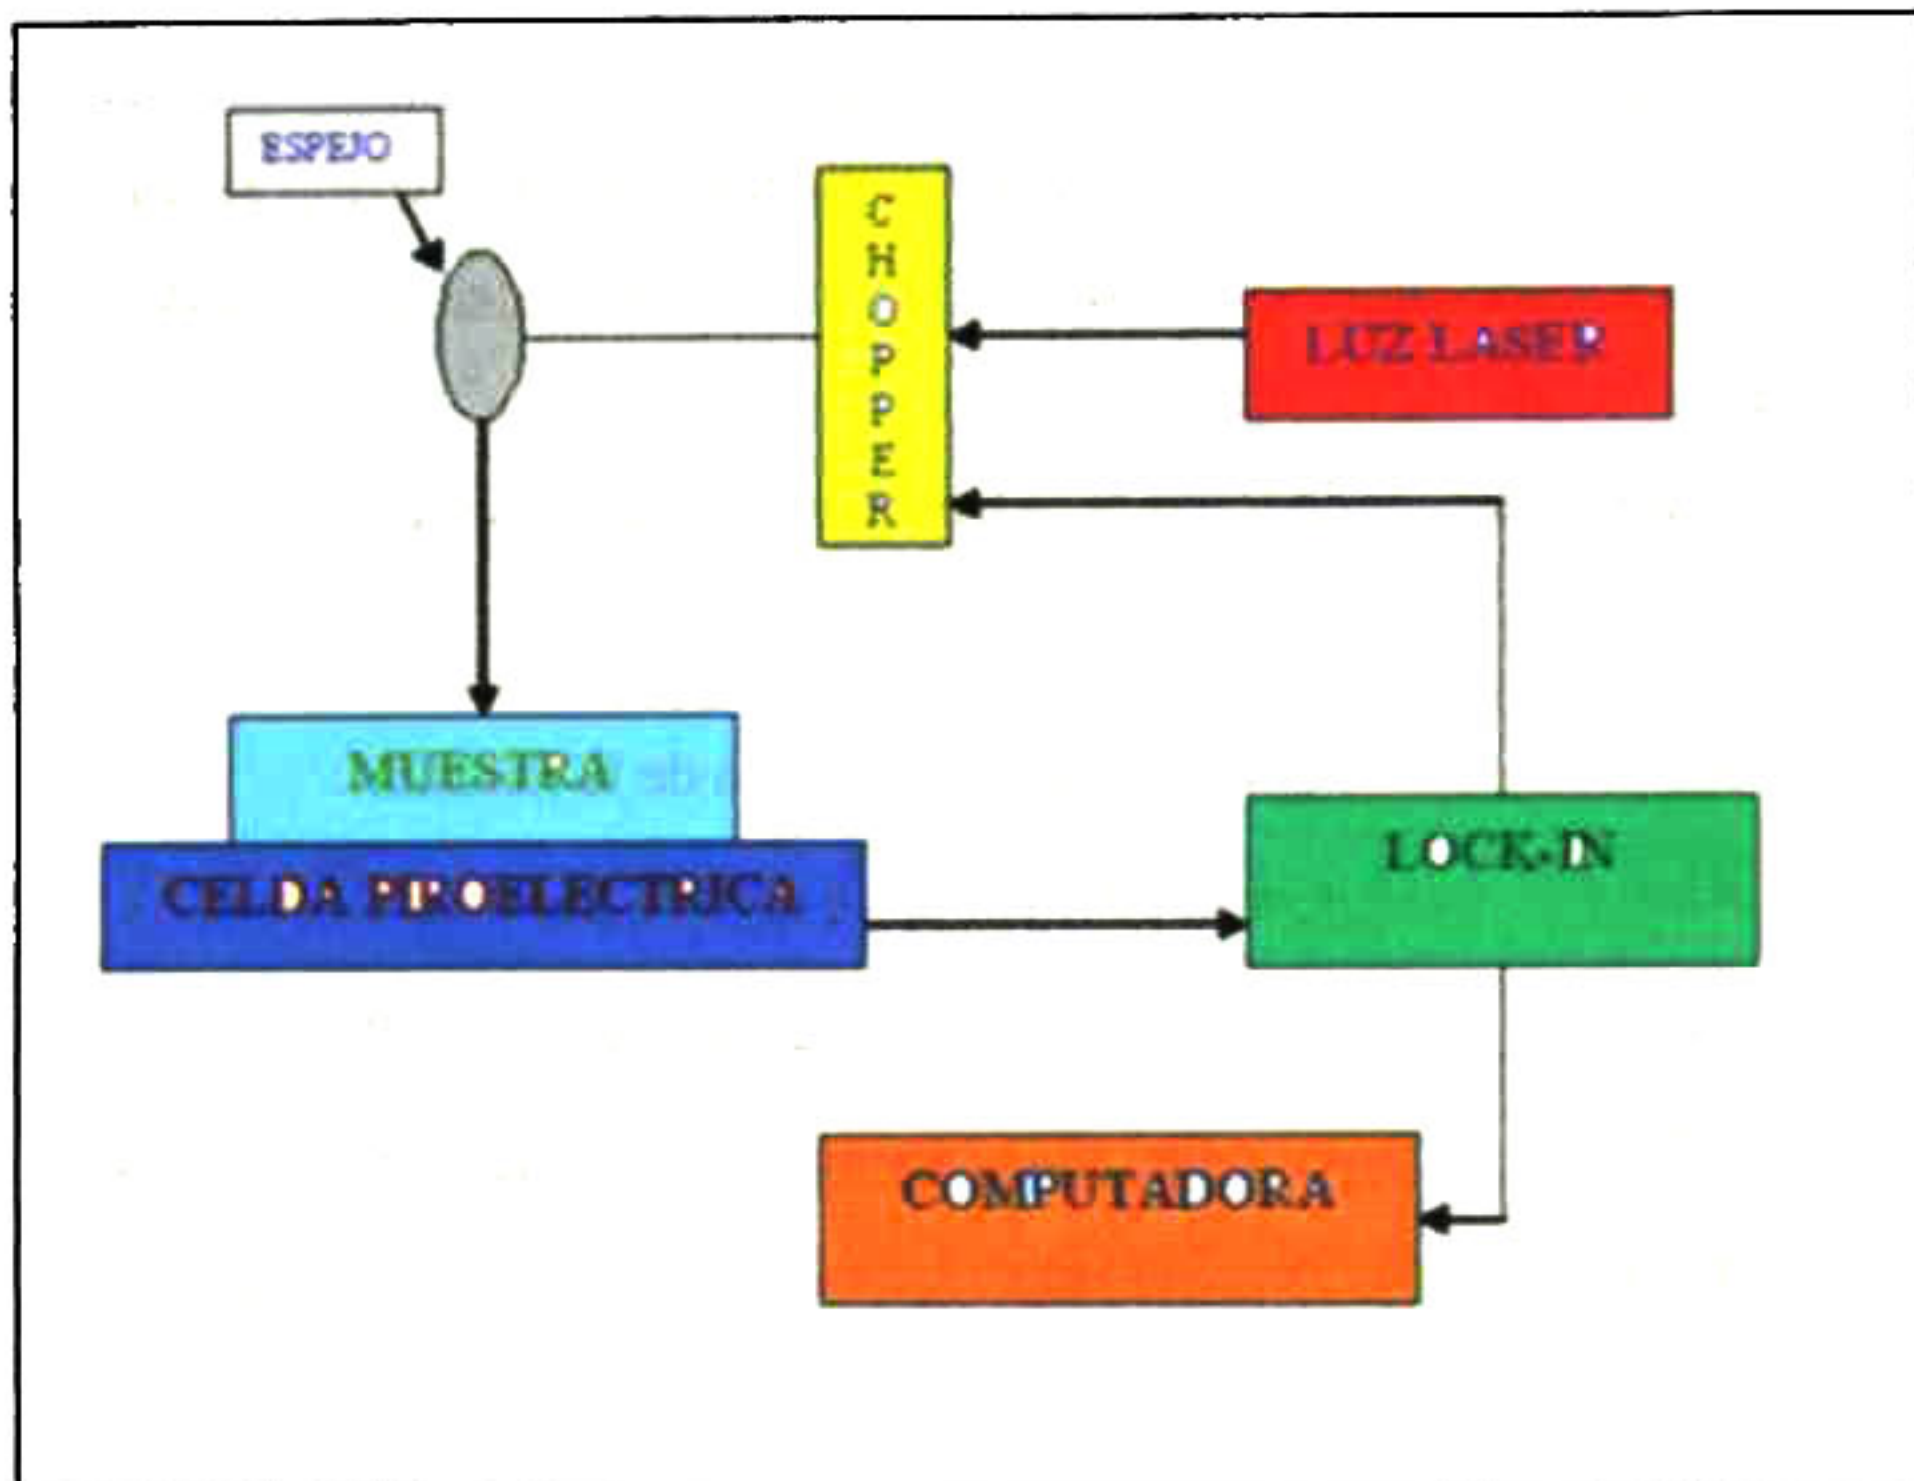 ESPEJO
CHOPPER
LUZ LASER
MUESTRA
CELDA PIROELECTRICA
LOCK-IN
COMPUTADORA